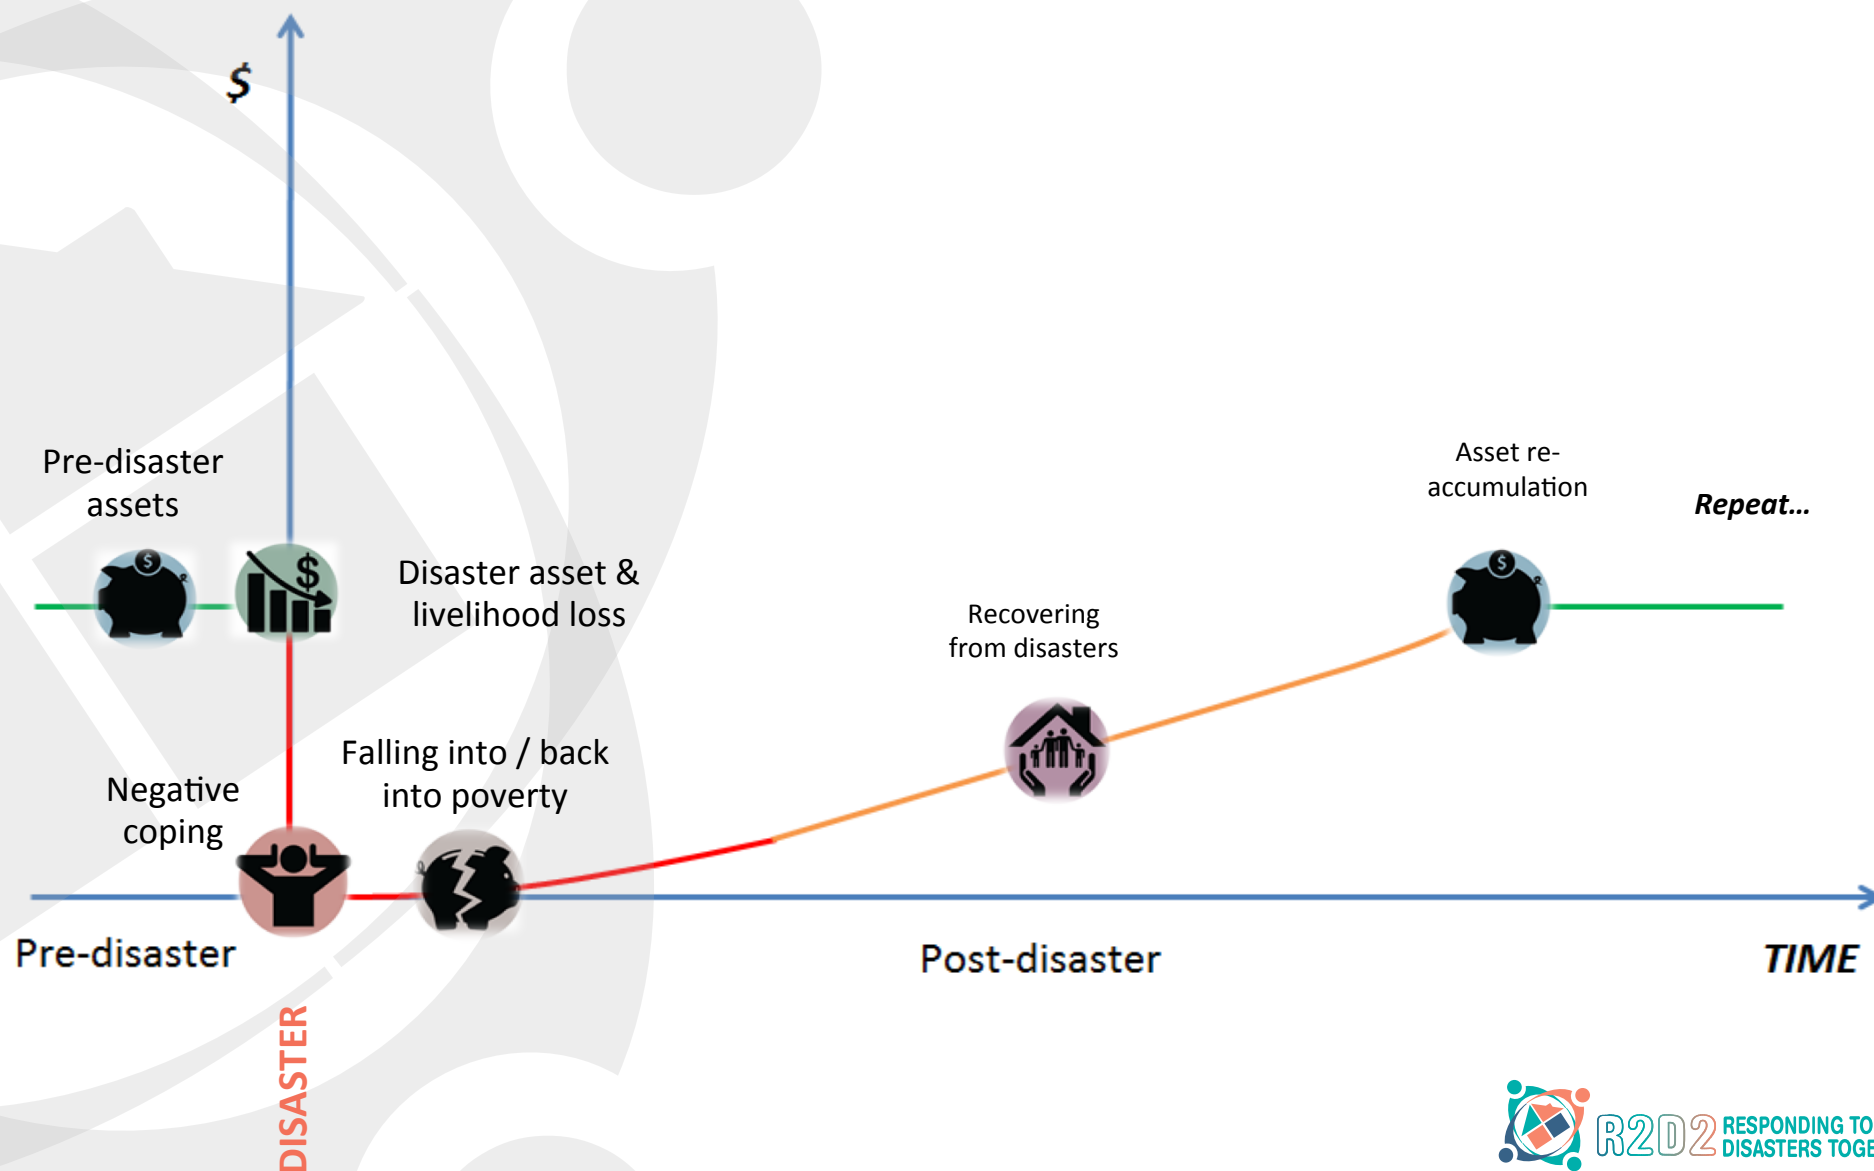 $
Pre-disaster
assets
Disaster asset &
livelihood loss
Negative
coping
Falling into / back
into poverty
Recovering
from disasters
Asset re-
accumulation
Repeat...
Pre-disaster
Post-disaster
TIME
DISASTER
R2D2
RESPONDING TO
DISASTERS TOGE